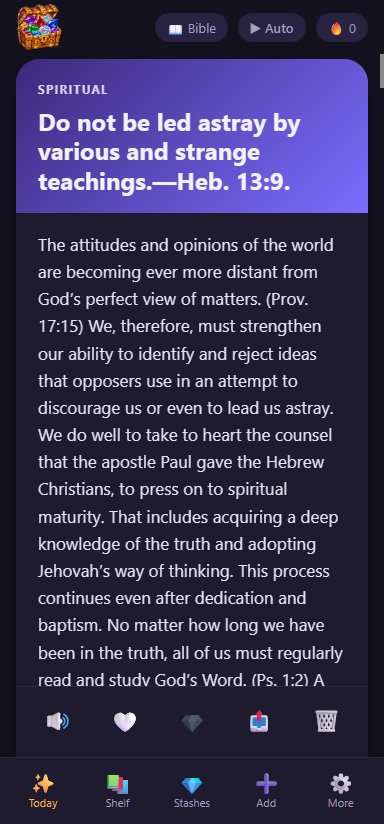 Bible
Auto
0
SPIRITUAL
Do not be led astray by
various and strange
teachings.—Heb. 13:9.
The attitudes and opinions of the world
are becoming ever more distant from
God’s perfect view of matters. (Prov.
17:15) We, therefore, must strengthen
our ability to identify and reject ideas
that opposers use in an attempt to
discourage us or even to lead us astray.
We do well to take to heart the counsel
that the apostle Paul gave the Hebrew
Christians, to press on to spiritual
maturity. That includes acquiring a deep
knowledge of the truth and adopting
Jehovah’s way of thinking. This process
continues even after dedication and
baptism. No matter how long we have
been in the truth, all of us must regularly
read and study God’s Word. (Ps. 1:2) A
Today
Shelf
Stashes
Add
More